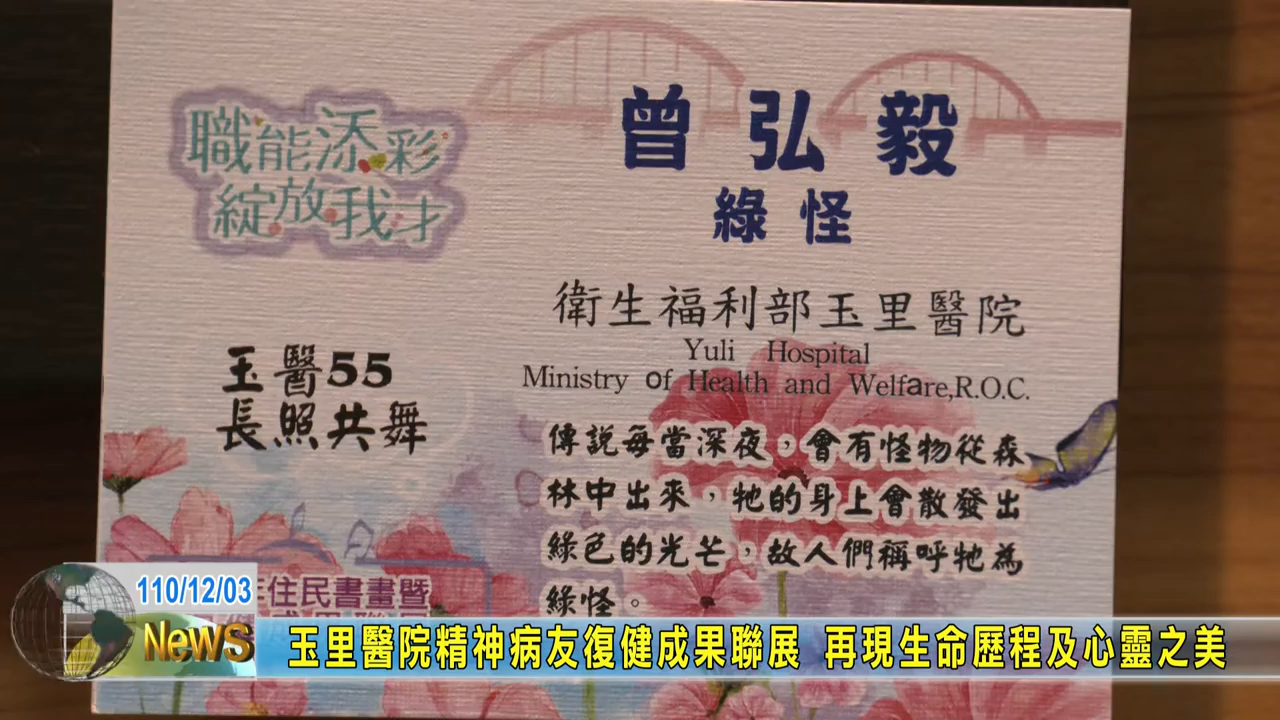 職能添彩
綻放我才
曾弘毅
綠怪
衛生福利部玉里醫院
Yuli Hospital
Ministry of Health and Welfare,R.O.C.
玉醫55
長照共舞
傳說每當深夜，會有怪物從森
林中出來，牠的身上會散發出
綠色的光芒，故人們稱呼牠為
綠怪。
住民書畫暨
110/12/03
NewS
玉里醫院精神病友復健成果聯展 再現生命歷程及心靈之美